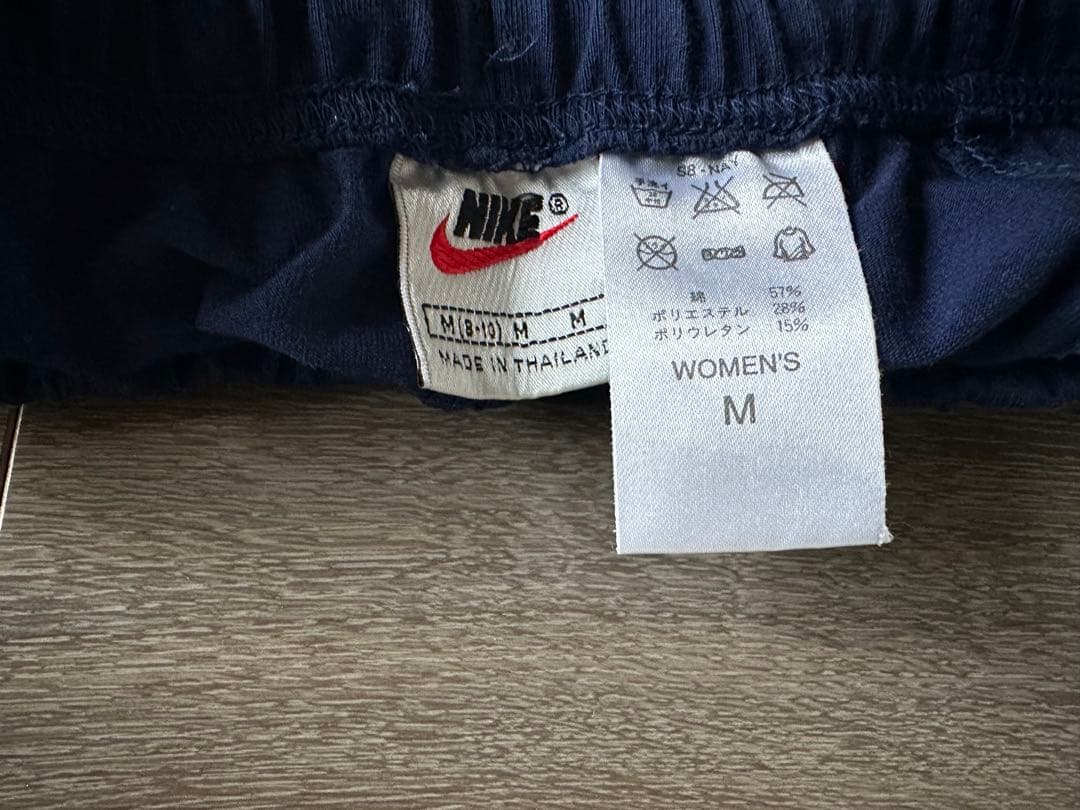 NIKE®
M(8-10) M M
MADE IN THAILAND
綿 57%
ポリエステル 28%
ポリウレタン 15%
WOMEN'S
M